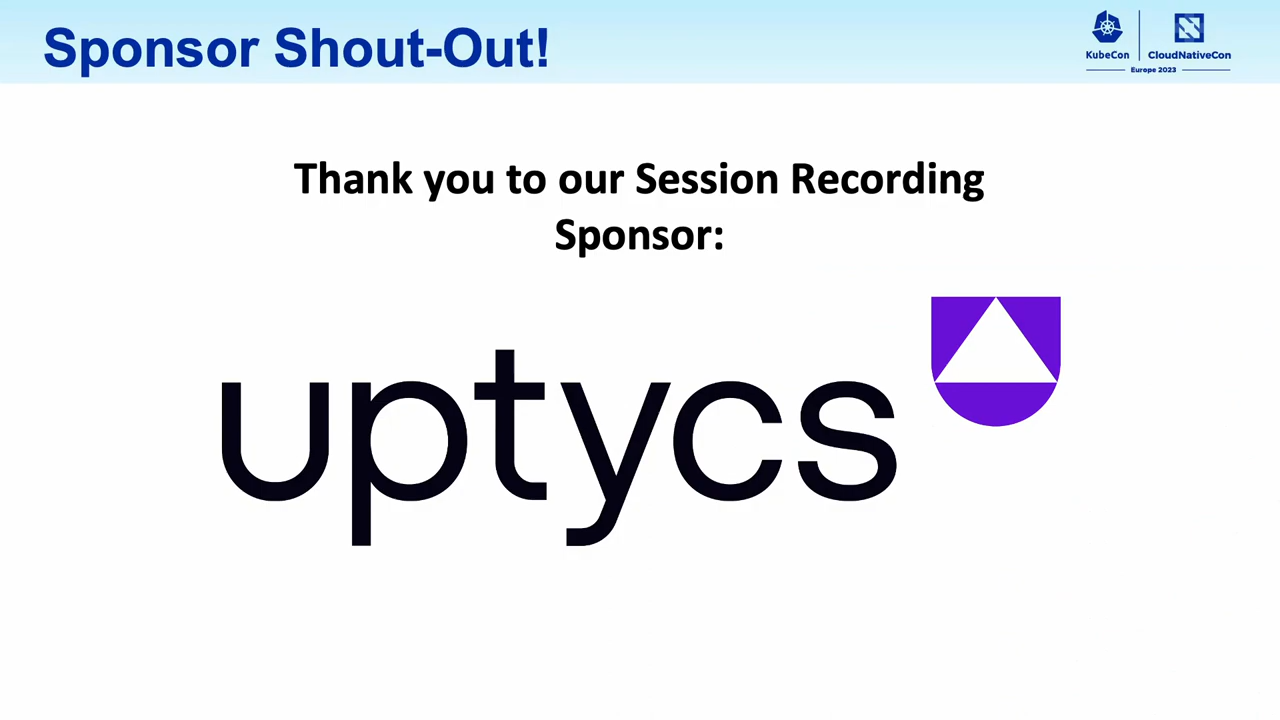 Sponsor Shout-Out!
KubeCon
CloudNativeCon
Europe 2023
Thank you to our Session Recording
Sponsor:
uptycs